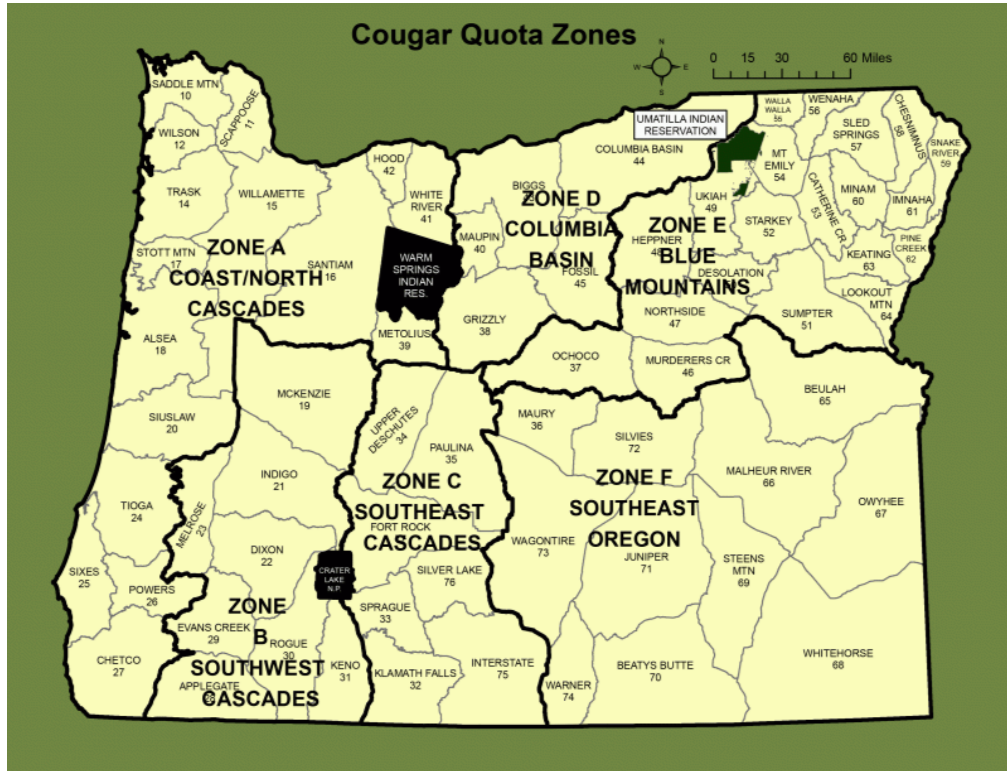 Cougar Quota Zones
N
W
E
S
0 15 30 60 Miles
SADDLE MTN
10
SCAPPOOSE
11
WILSON
12
TRASK
14
WILLAMETTE
15
HOOD
42
WHITE
RIVER
41
STOTT MTN
17
SANTIAM
16
ZONE A
COAST/NORTH
CASCADES
WARM
SPRINGS
INDIAN
RES.
METOLIUS
39
ALSEA
18
SIUSLAW
20
TIOGA
24
SIXES
25
POWERS
26
CHETCO
27
BIGGS
COLUMBIA BASIN
44
MAUPIN
40
FOSSIL
45
GRIZZLY
38
ZONE D
COLUMBIA
BASIN
UMATILLA INDIAN
RESERVATION
WALLA
WALLA
WENAHA
56
SLED
SPRINGS
57
CHESNIMNUS
58
SNAKE
RIVER
59
MT
EMILY
54
UKIAH
49
STARKEY
52
CATHERINE CR
53
MINAM
60
IMNAHA
61
PINE
CREEK
62
KEATING
63
LOOKOUT
MTN
64
HEPPNER
DESOLATION
NORTHSIDE
47
SUMPTER
51
OCHOCO
37
MURDERERS CR
46
ZONE E
BLUE
MOUNTAINS
MCKENZIE
19
INDIGO
21
MELROSE
23
DIXON
22
EVANS CREEK
29
ROGUE
30
APPLEGATE
KENO
31
CRATER
LAKE
N.P.
ZONE
B
SOUTHWEST
CASCADES
UPPER
DESCHUTES
34
PAULINA
35
ZONE C
SOUTHEAST
CASCADES
FORT ROCK
SILVER LAKE
76
SPRAGUE
33
KLAMATH FALLS
32
INTERSTATE
75
MAURY
36
SILVIES
72
BEULAH
65
MALHEUR RIVER
66
OWYHEE
67
ZONE F
SOUTHEAST
OREGON
WAGONTIRE
73
JUNIPER
71
STEENS
MTN
69
WHITEHORSE
68
BEATYS BUTTE
70
WARNER
74